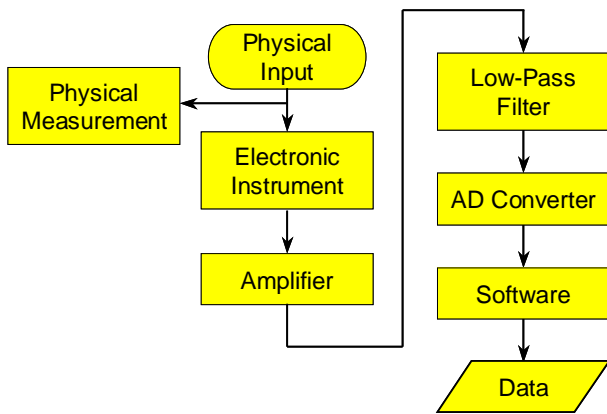 Physical
Input
Physical
Measurement
Electronic
Instrument
Amplifier
Low-Pass
Filter
AD Converter
Software
Data